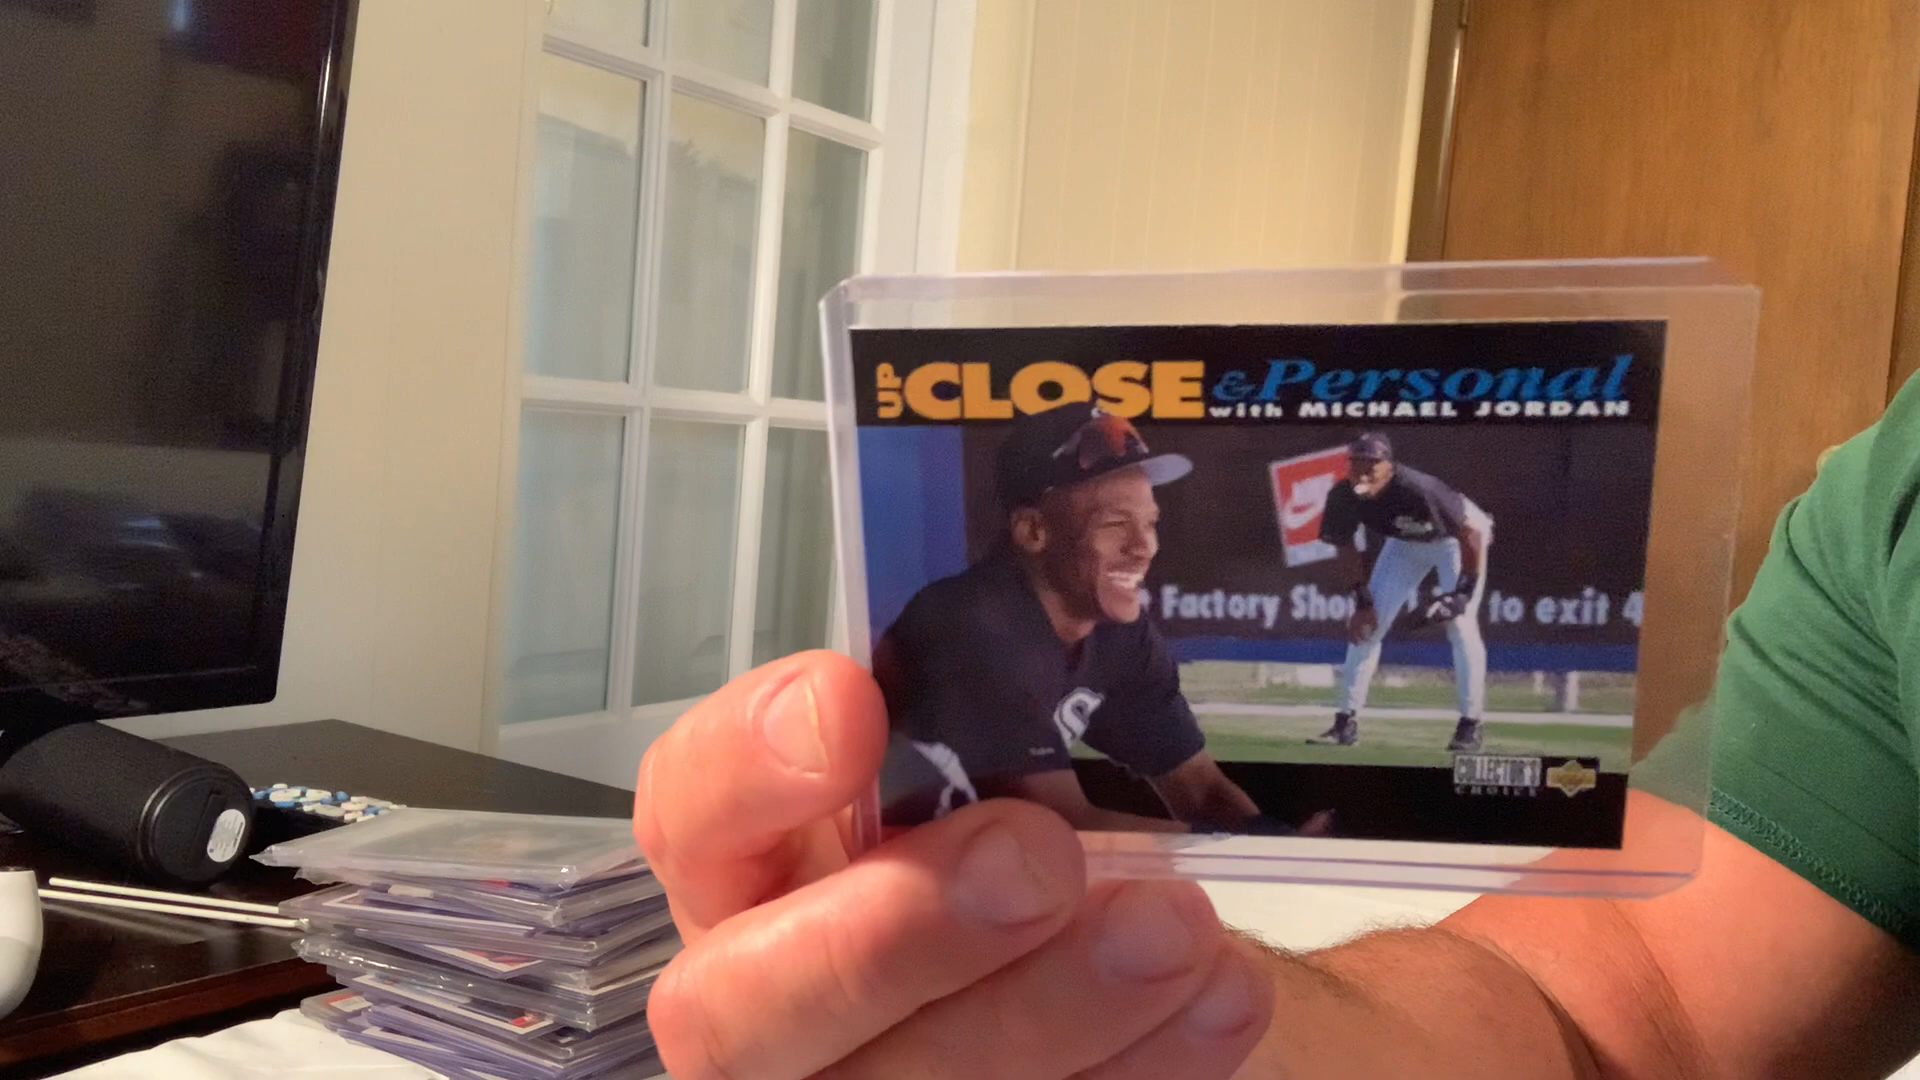 UP CLOSE & Personal
with MICHAEL JORDAN
Factory Sho to exit 4
COLLECTOR'S
CHOICE